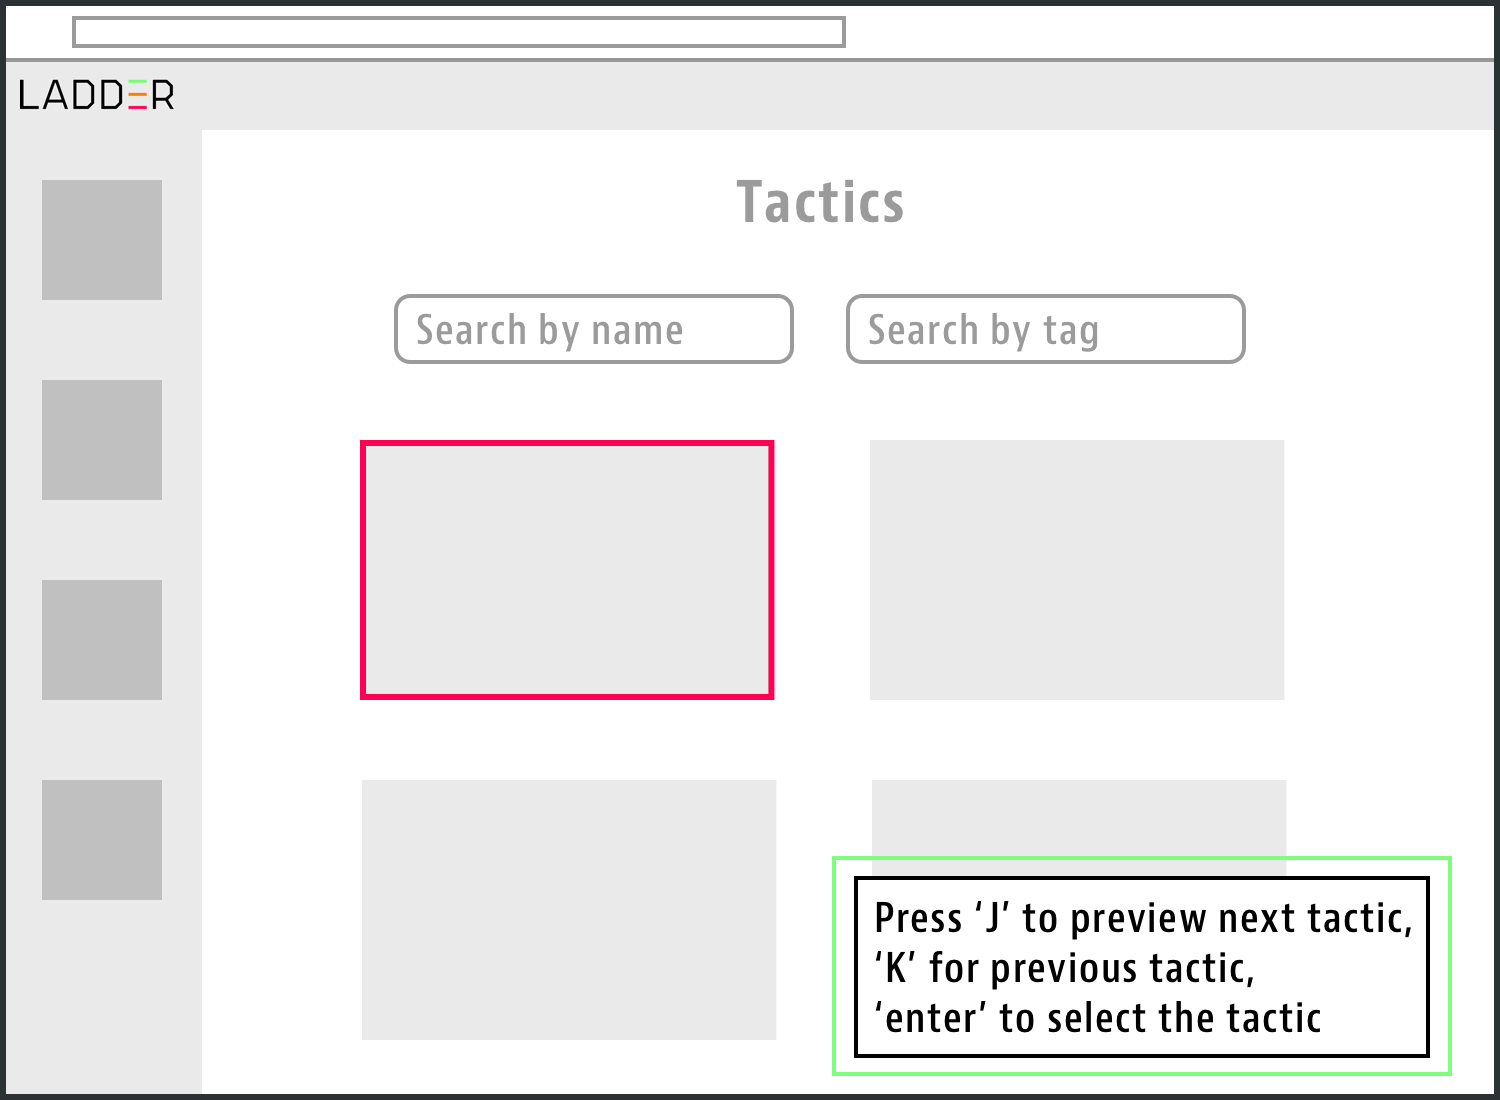 LADDER
Tactics
Search by name
Search by tag
Press ‘J’ to preview next tactic,
‘K’ for previous tactic,
‘enter’ to select the tactic